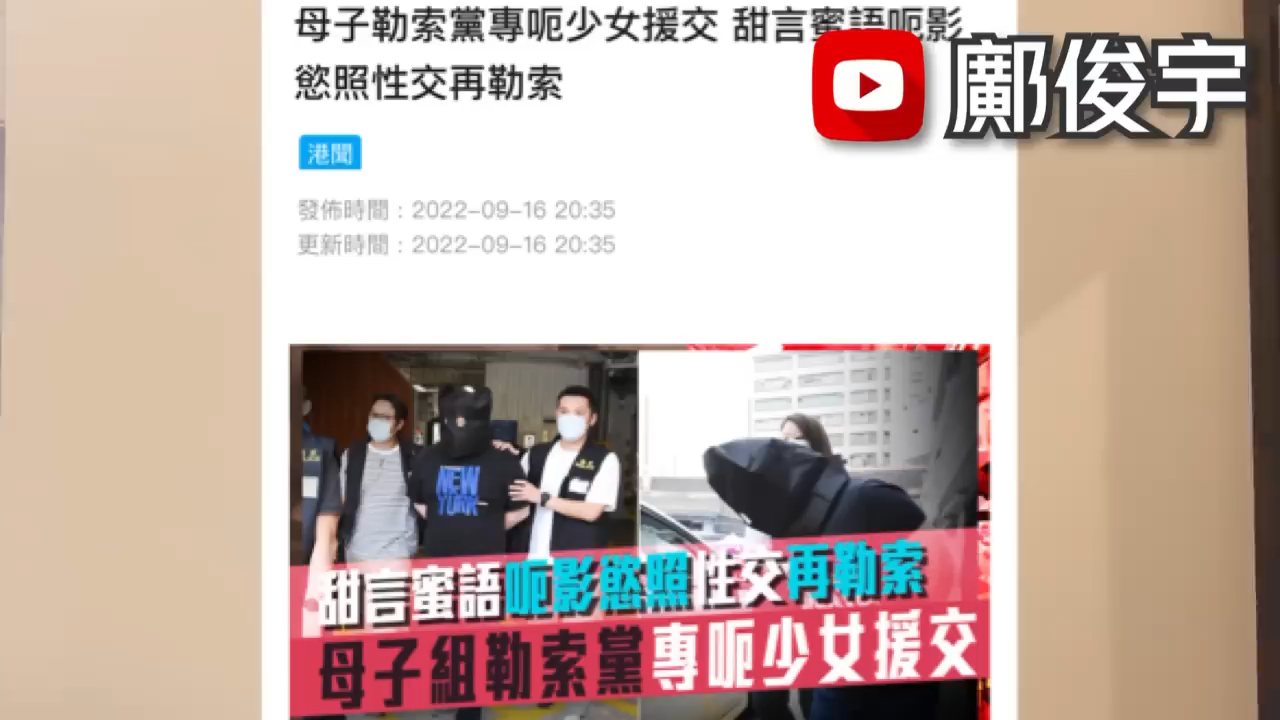 母子勒索黨專呃少女援交 甜言蜜語呃影
慾照性交再勒索
鄺俊宇
港聞
發佈時間：2022-09-16 20:35
更新時間：2022-09-16 20:35
NEW
YORK
甜言蜜語呃影慾照性交再勒索
母子組勒索黨專呃少女援交